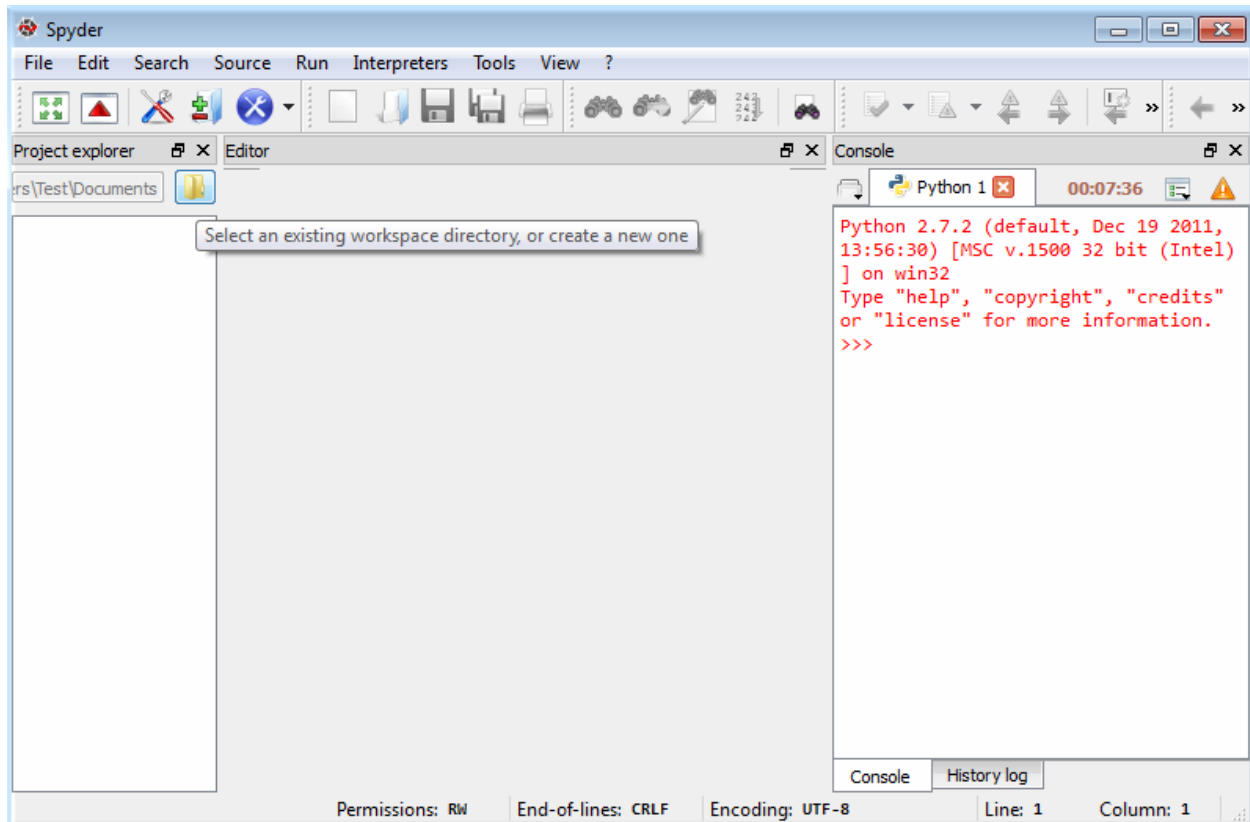 Spyder
File Edit Search Source Run Interpreters Tools View ?
Project explorer
Editor
Console
rs\Test\Documents
Python 1
00:07:36
Select an existing workspace directory, or create a new one
Python 2.7.2 (default, Dec 19 2011,
13:56:30) [MSC v.1500 32 bit (Intel)
] on win32
Type "help", "copyright", "credits"
or "license" for more information.
>>>
Console History log
Permissions: RW End-of-lines: CRLF Encoding: UTF-8 Line: 1 Column: 1